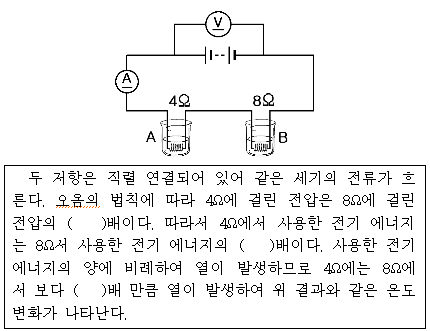 V
A
4Ω 8Ω
A B
두 저항은 직렬 연결되어 있어 같은 세기의 전류가 흐
른다. 오옴의 법칙에 따라 4Ω에 걸린 전압은 8Ω에 걸린
전압의 ( )배이다. 따라서 4Ω에서 사용한 전기 에너지
는 8Ω서 사용한 전기 에너지의 ( )배이다. 사용한 전기
에너지의 양에 비례하여 열이 발생하므로 4Ω에는 8Ω에
서 보다 ( )배 만큼 열이 발생하여 위 결과와 같은 온도
변화가 나타난다.